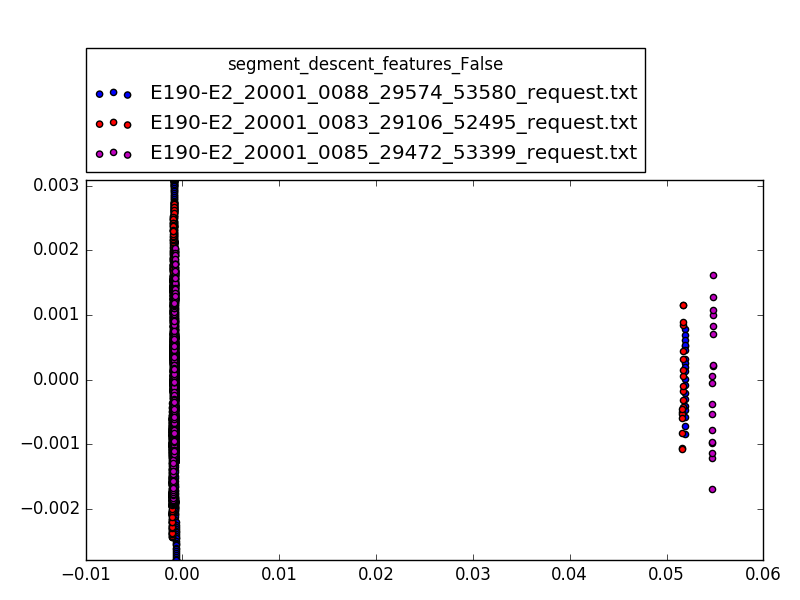 segment_descent_features_False
E190-E2_20001_0088_29574_53580_request.txt
E190-E2_20001_0083_29106_52495_request.txt
E190-E2_20001_0085_29472_53399_request.txt
0.003
0.002
0.001
0.000
−0.001
−0.002
−0.01 0.00 0.01 0.02 0.03 0.04 0.05 0.06